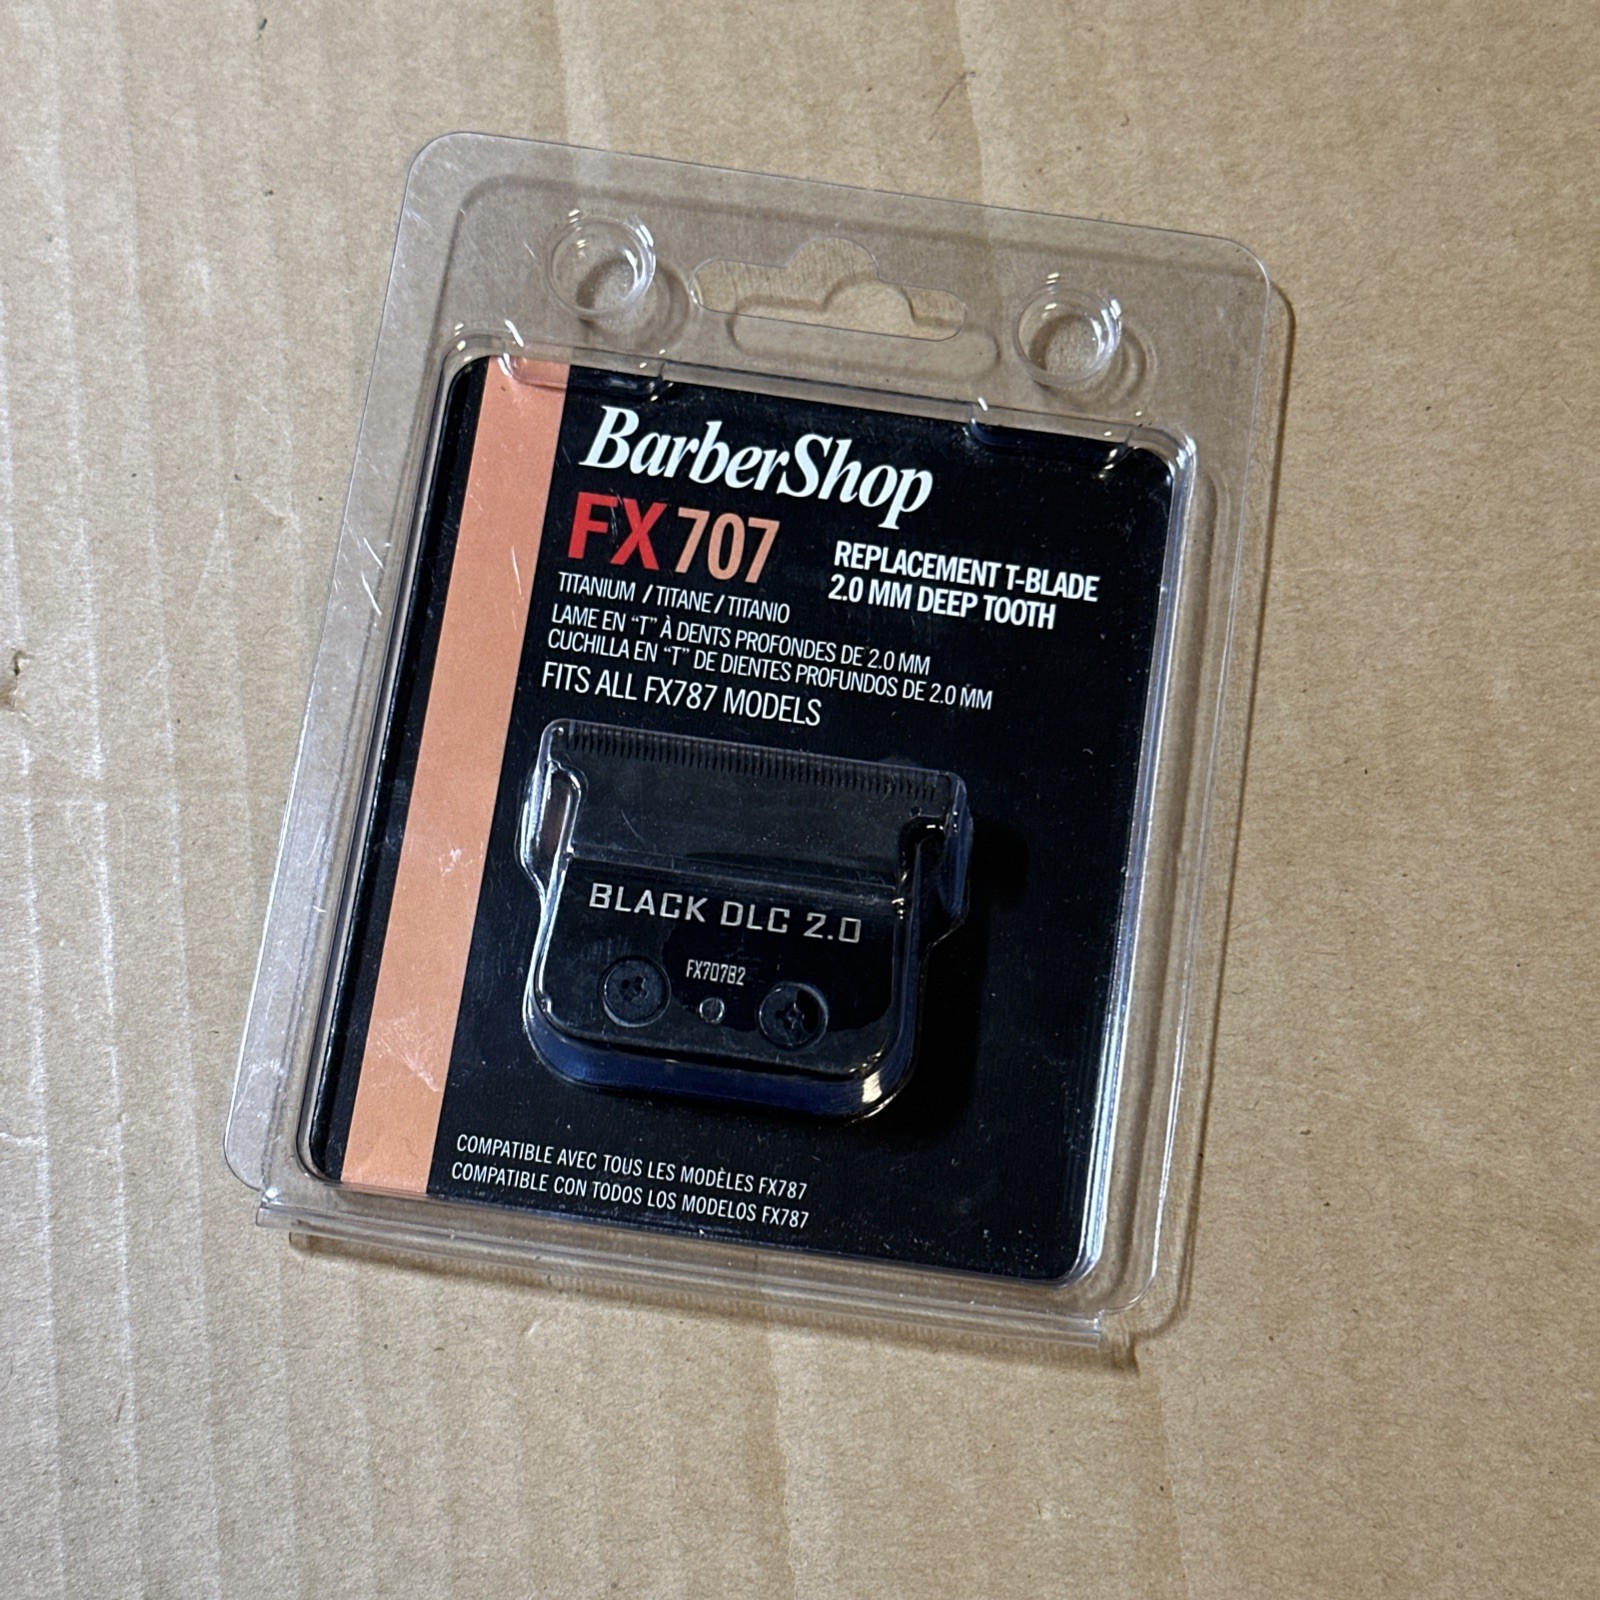 BarberShop
FX707
REPLACEMENT T-BLADE
2.0 MM DEEP TOOTH
TITANIUM / TITANE / TITANIO
LAME EN “T” À DENTS PROFONDES DE 2.0 MM
CUCHILLA EN “T” DE DIENTES PROFUNDOS DE 2.0 MM
FITS ALL FX787 MODELS
BLACK DLC 2.0
FX707B2
COMPATIBLE AVEC TOUS LES MODÈLES FX787
COMPATIBLE CON TODOS LOS MODELOS FX787